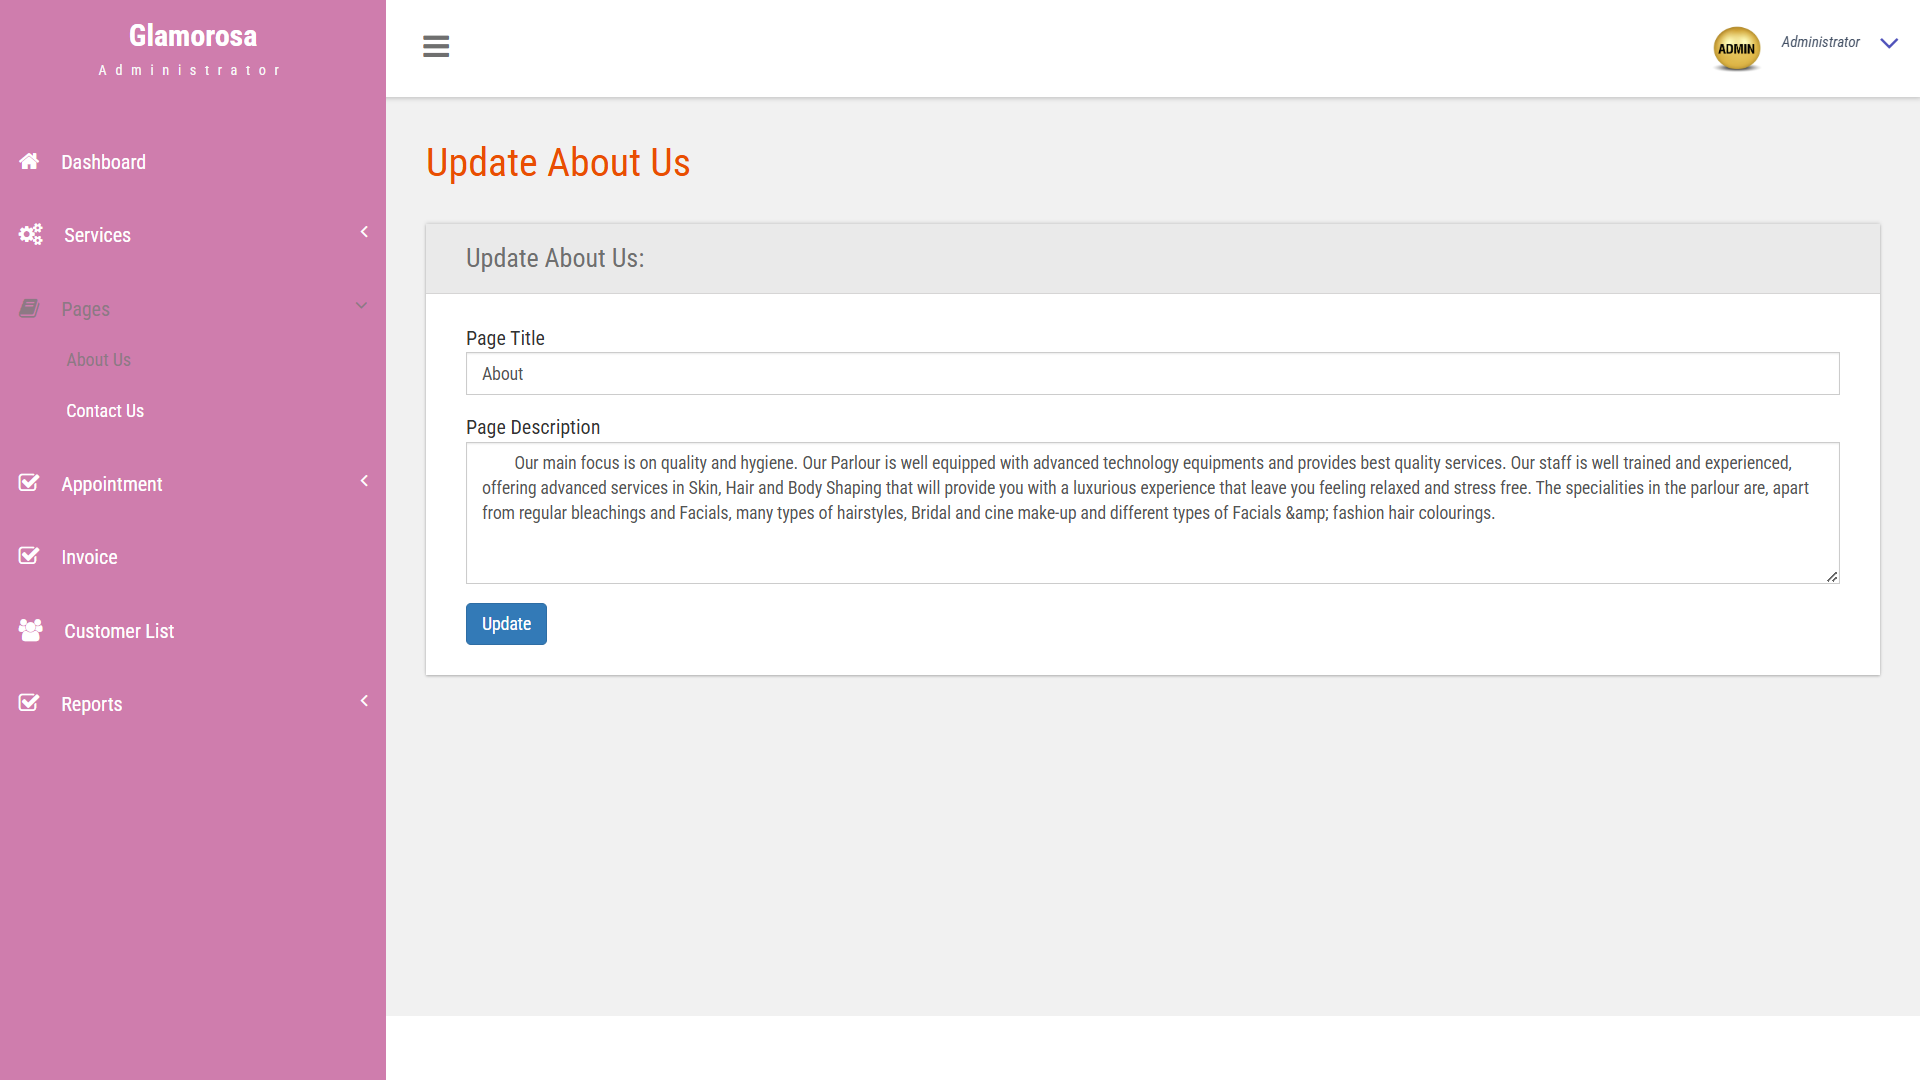 Glamorosa
Administrator
Dashboard
Services
Pages
About Us
Contact Us
Appointment
Invoice
Customer List
Reports
ADMIN
Administrator
Update About Us
Update About Us:
Page Title
About
Page Description
Our main focus is on quality and hygiene. Our Parlour is well equipped with advanced technology equipments and provides best quality services. Our staff is well trained and experienced,
offering advanced services in Skin, Hair and Body Shaping that will provide you with a luxurious experience that leave you feeling relaxed and stress free. The specialities in the parlour are, apart
from regular bleachings and Facials, many types of hairstyles, Bridal and cine make-up and different types of Facials &amp; fashion hair colourings.
Update